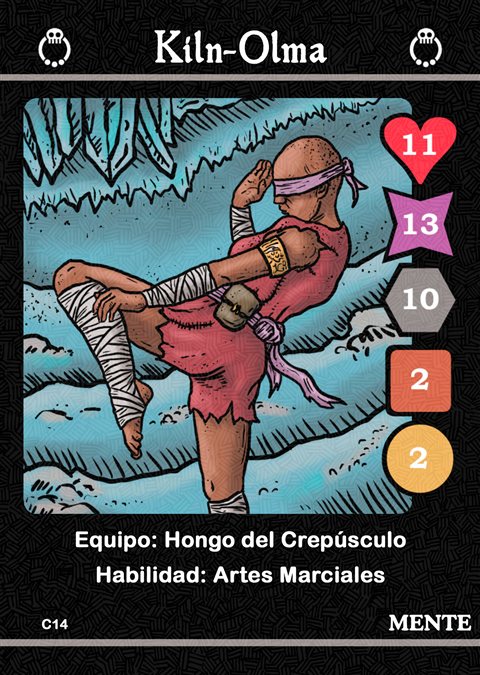 Kiln-Olma
11
13
10
2
2
Equipo: Hongo del Crepúsculo
Habilidad: Artes Marciales
C14
MENTE